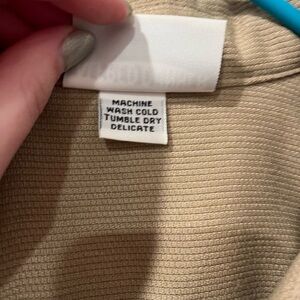 MACHINE
WASH COLD
TUMBLE DRY
DELICATE